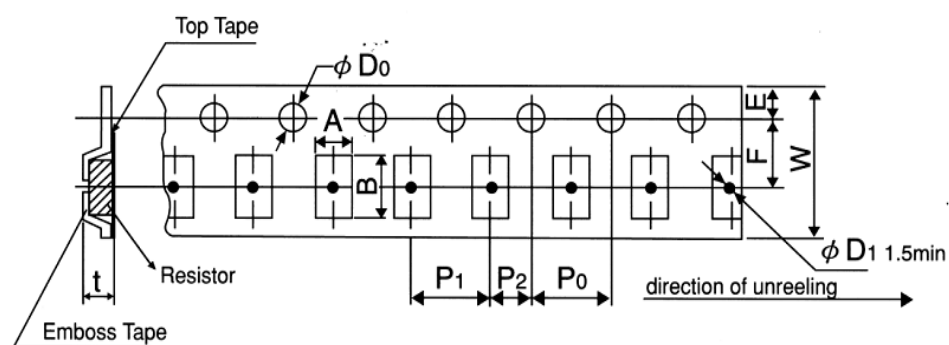 Top Tape
φ D0
A
B
E
F
W
φ D1 1.5min
P1
P2
P0
direction of unreeling
t
Resistor
Emboss Tape